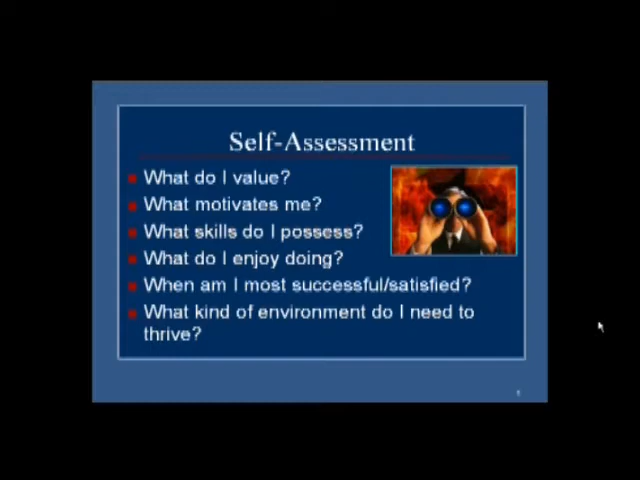 Self-Assessment
What do I value?
What motivates me?
What skills do I possess?
What do I enjoy doing?
When am I most successful/satisfied?
What kind of environment do I need to
thrive?